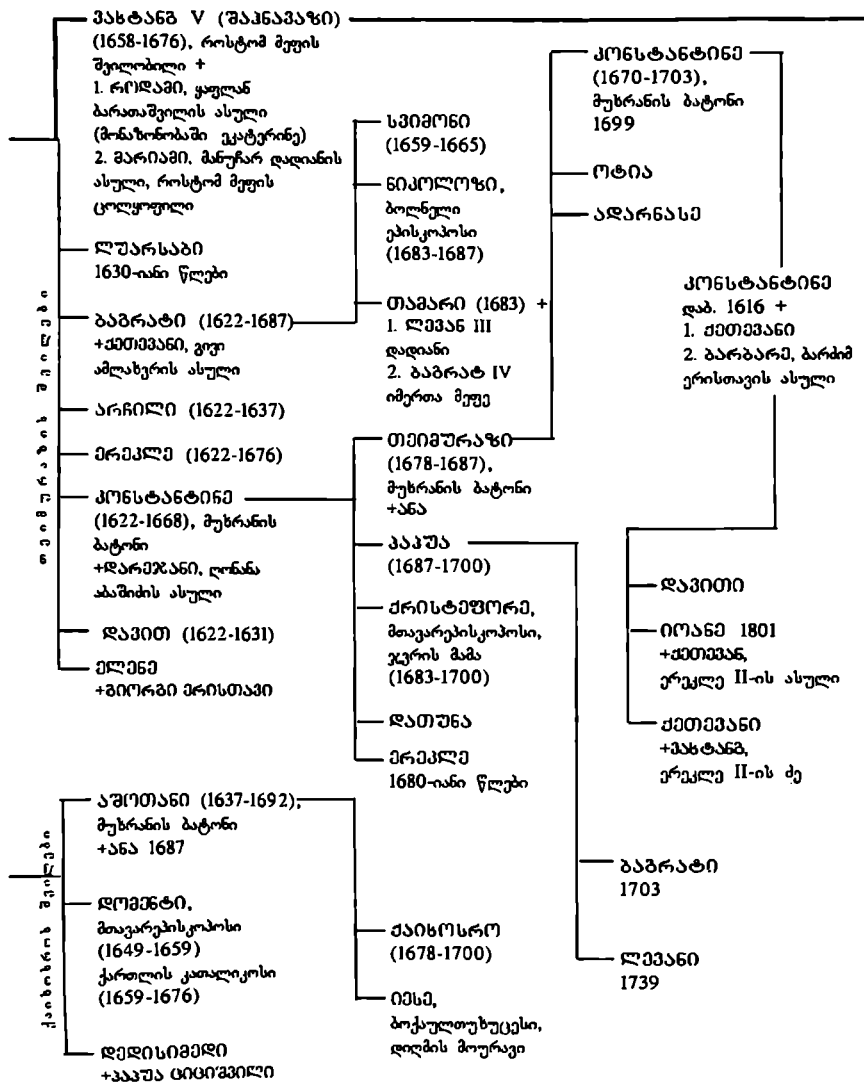 ვახტანგ V (შაჰნავაზი)
(1658-1676), როსტომ მეფის
შვილობილი +
1. როდამი, ყაფლან
ბარათაშვილის ასული
(მონაზონობაში ეკატერინე)
2. მარიამი, მანუჩარ დადიანის
ასული, როსტომ მეფის
ცოლყოფილი
ლუარსაბი
1630-იანი წლები
ბაგრატი (1622-1687)
+ქეთევანი, გივი
ამლახერის ასული
არჩილი (1622-1637)
ერეკლე (1622-1676)
კონსტანტინე
(1622-1668), მუხრანის
ბატონი
+დარეჯანი, ღონანა
აბაშიძის ასული
დავით (1622-1631)
ელენე
+გიორგი ერისთავი
თეიმურაზის შვილები
სვიმონი
(1659-1665)
ნიკოლოზი,
ბოლნელი
ეპისკოპოსი
(1683-1687)
თამარი (1683) +
1. ლევან III
დადიანი
2. ბაგრატ IV
იმერთა მეფე
თეიმურაზი
(1678-1687),
მუხრანის ბატონი
+ანა
პაპუა
(1687-1700)
ქრისტეფორე,
მთავარეპისკოპოსი,
ჯვრის მამა
(1683-1700)
დათუნა
ერეკლე
1680-იანი წლები
კონსტანტინე
(1670-1703),
მუხრანის ბატონი
1699
ოტია
ადარნასე
კონსტანტინე
დაბ. 1616 +
1. ქეთევანი
2. ბარბარე, ბარძიმ
ერისთავის ასული
დავითი
იოანე 1801
+ქეთევან,
ერეკლე II-ის ასული
ქეთევანი
+ვახტანგ,
ერეკლე II-ის ძე
ბაგრატი
1703
ლევანი
1739
ქაიხოსროს შვილები
აშოთანი (1637-1692),
მუხრანის ბატონი
+ანა 1687
დომენტი,
მთავარეპისკოპოსი
(1649-1659)
ქართლის კათალიკოსი
(1659-1676)
დედისიმედი
+პაპუა ციციშვილი
ქაიხოსრო
(1678-1700)
იესე,
ბოქაულთუხუცესი,
დიღმის მოურავი